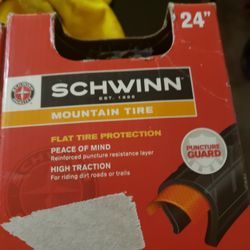 24"
SCHWINN
EST. 1895
MOUNTAIN TIRE
FLAT TIRE PROTECTION
PEACE OF MIND
Reinforced puncture resistance layer
HIGH TRACTION
For riding dirt roads or trails
PUNCTURE
GUARD